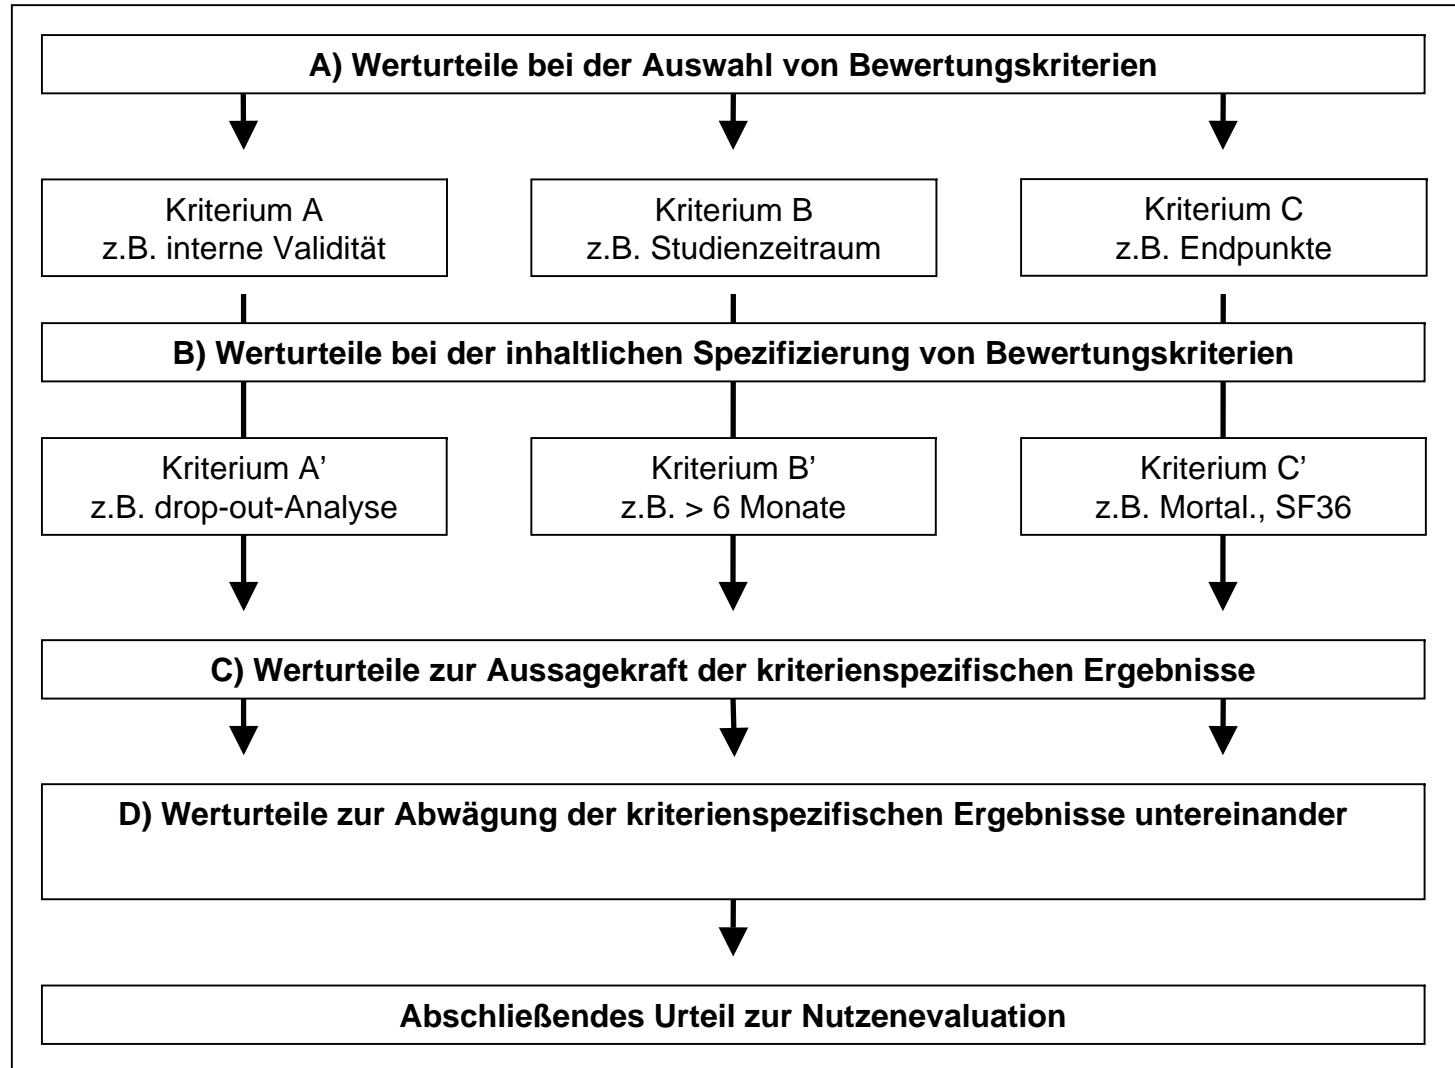 A) Werturteile bei der Auswahl von Bewertungskriterien
Kriterium A
z.B. interne Validität
Kriterium B
z.B. Studienzeitraum
Kriterium C
z.B. Endpunkte
B) Werturteile bei der inhaltlichen Spezifizierung von Bewertungskriterien
Kriterium A’
z.B. drop-out-Analyse
Kriterium B’
z.B. > 6 Monate
Kriterium C’
z.B. Mortal., SF36
C) Werturteile zur Aussagekraft der kriterienspezifischen Ergebnisse
D) Werturteile zur Abwägung der kriterienspezifischen Ergebnisse untereinander
Abschließendes Urteil zur Nutzenevaluation